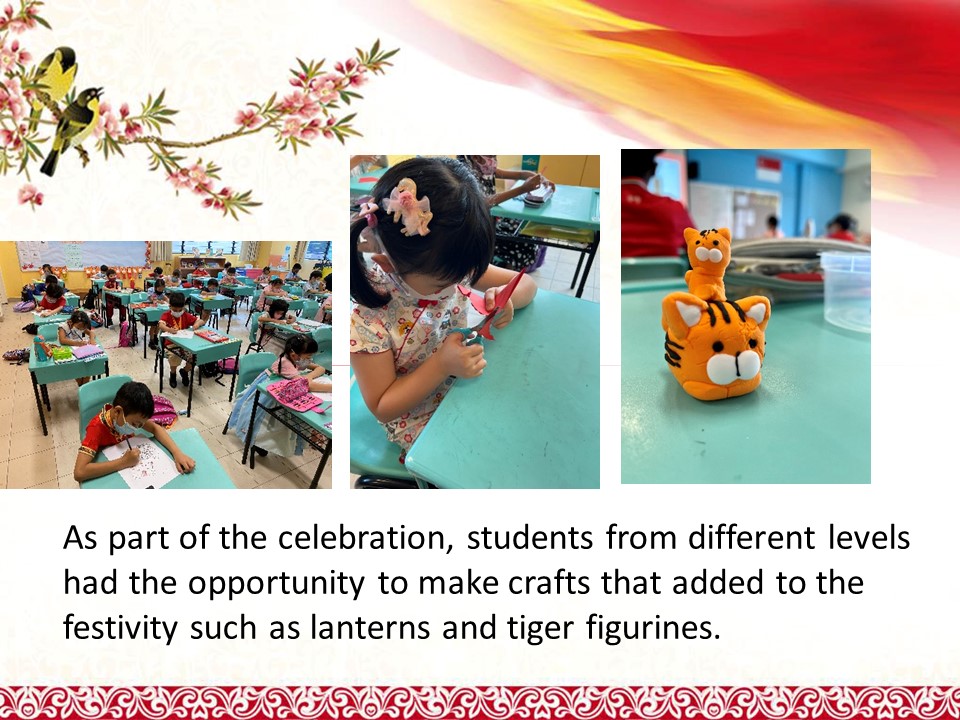 As part of the celebration, students from different levels
had the opportunity to make crafts that added to the
festivity such as lanterns and tiger figurines.